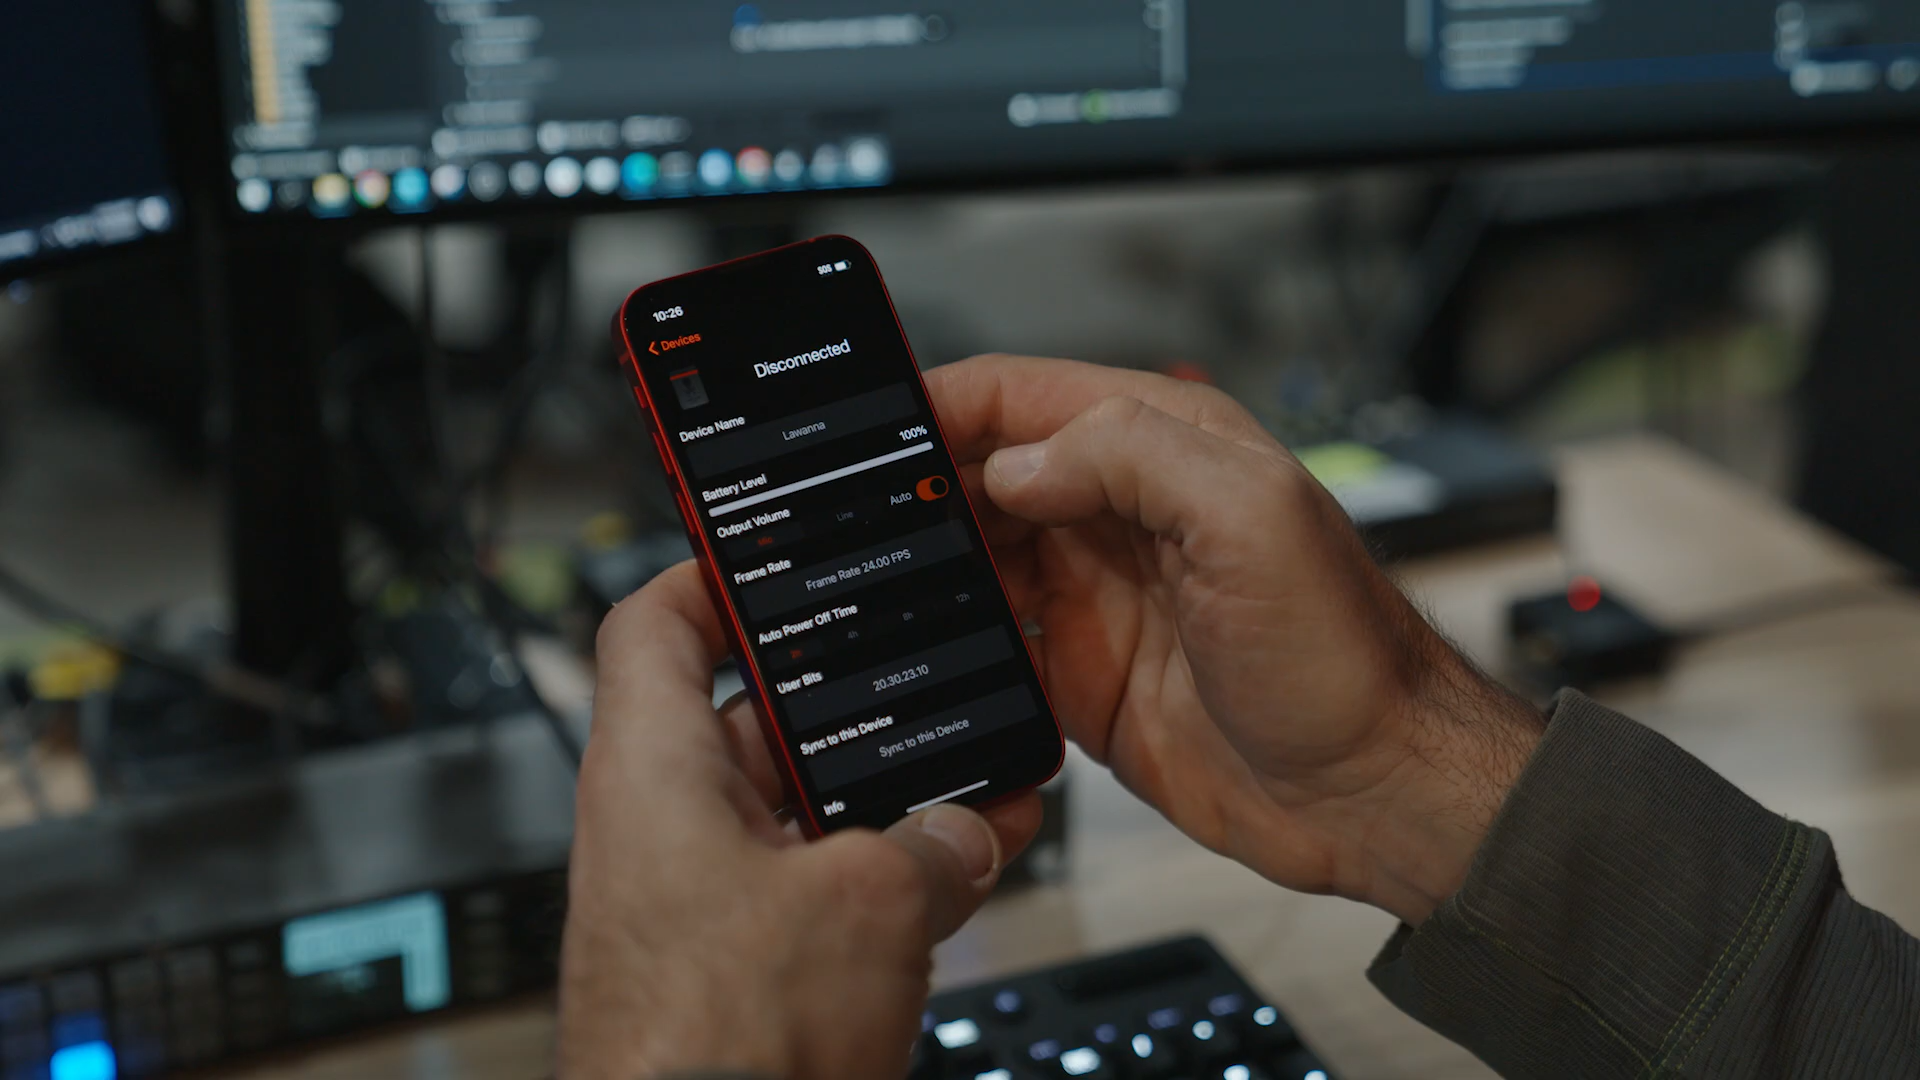 SOS
10:26
Devices
Disconnected
Device Name
Lawanna
Battery Level
100%
Output Volume
Auto
Mic
Line
Frame Rate
Frame Rate 24.00 FPS
Auto Power Off Time
4h
8h
12h
User Bits
20.30.23.10
Sync to this Device
Sync to this Device
Info